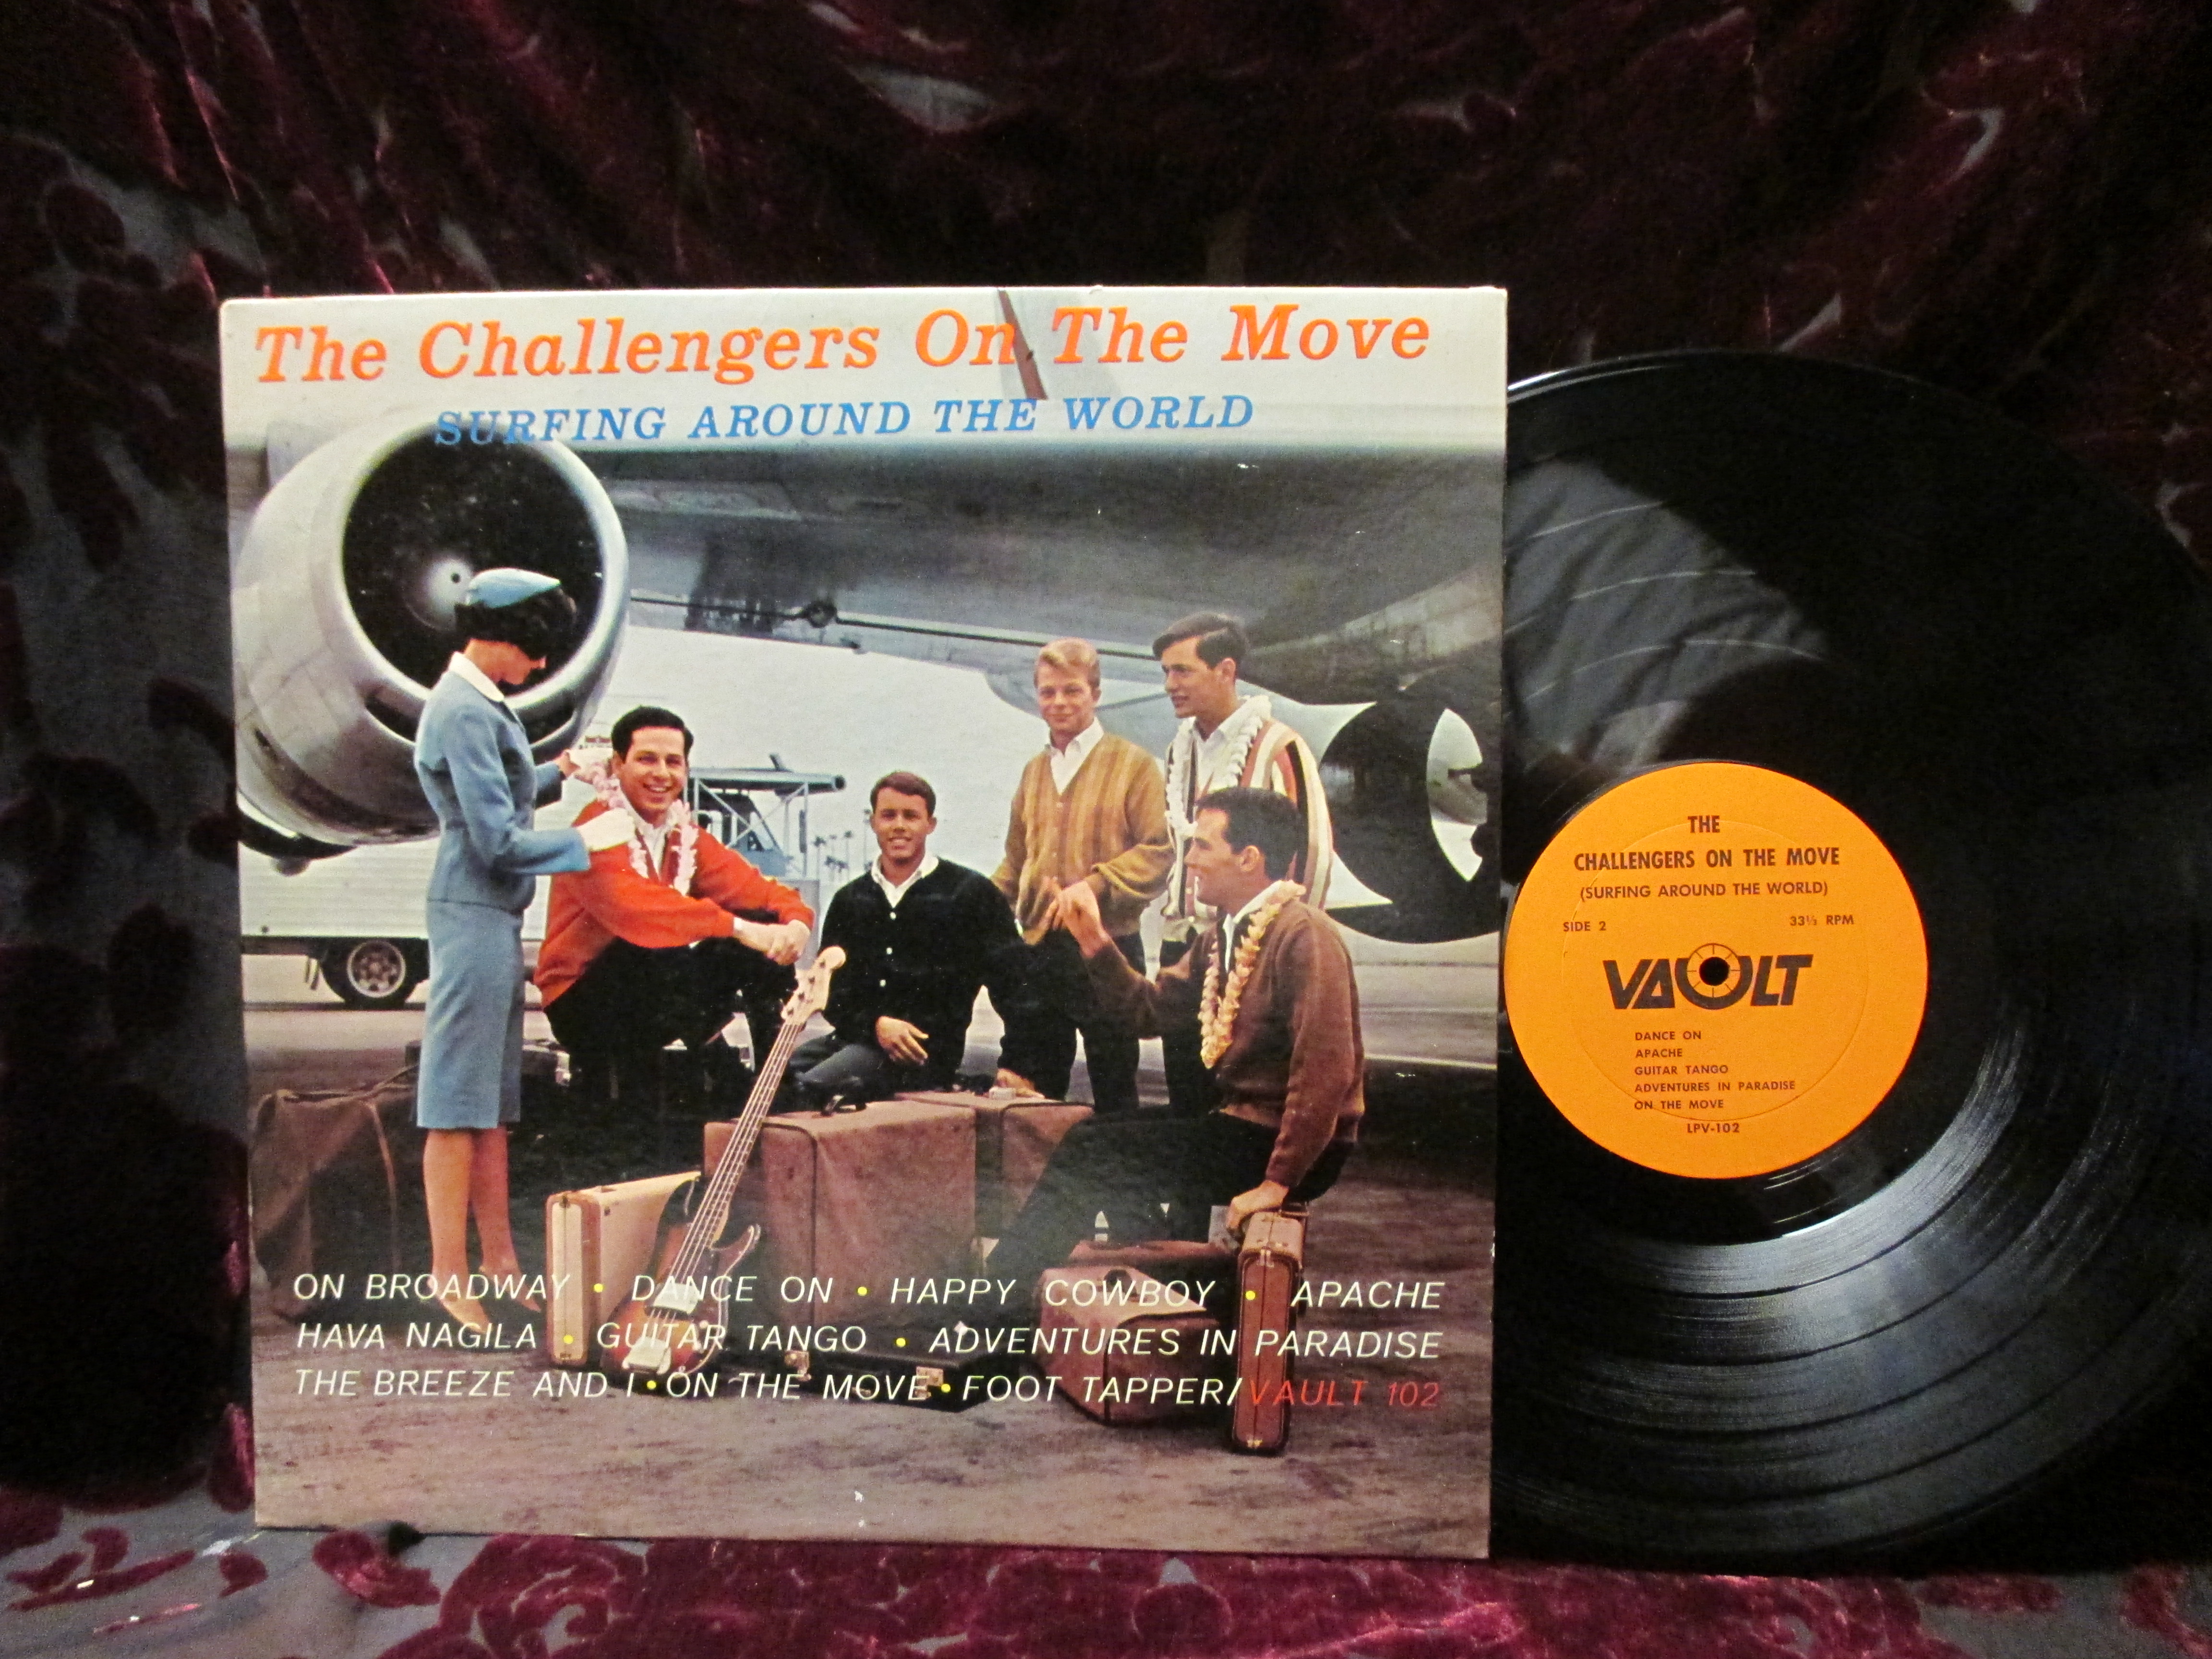 The Challengers On The Move
SURFING AROUND THE WORLD
ON BROADWAY • DANCE ON • HAPPY COWBOY • APACHE
HAVA NAGILA • GUITAR TANGO • ADVENTURES IN PARADISE
THE BREEZE AND I • ON THE MOVE • FOOT TAPPER/VAULT 102
THE
CHALLENGERS ON THE MOVE
(SURFING AROUND THE WORLD)
SIDE 2 33⅓ RPM
VAULT
DANCE ON
APACHE
GUITAR TANGO
ADVENTURES IN PARADISE
ON THE MOVE
LPV-102